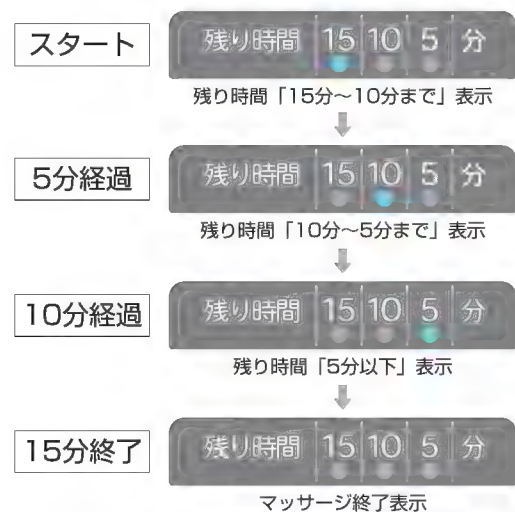 スタート
残り時間 15 10 5 分
残り時間「15分～10分まで」表示
5分経過
残り時間 15 10 5 分
残り時間「10分～5分まで」表示
10分経過
残り時間 15 10 5 分
残り時間「5分以下」表示
15分終了
残り時間 15 10 5 分
マッサージ終了表示